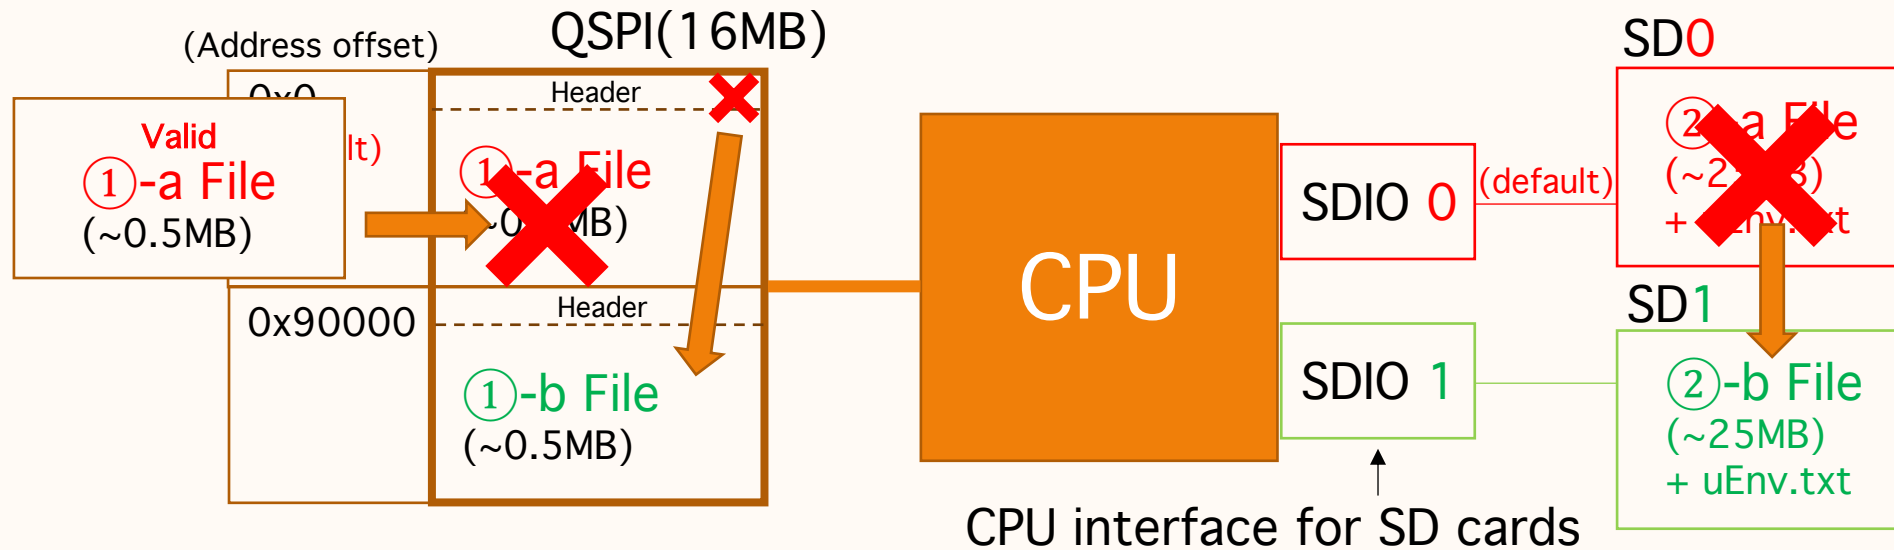 (Address offset)
QSPI(16MB)
0x0
Header
Valid
①-a File
(~0.5MB)
lt)
①-a File
MB)
0x90000
Header
①-b File
(~0.5MB)
CPU
SDIO 0
(default)
SDIO 1
CPU interface for SD cards
SD0
②-a File
SD1
②-b File
(~25MB)
+ uEnv.txt